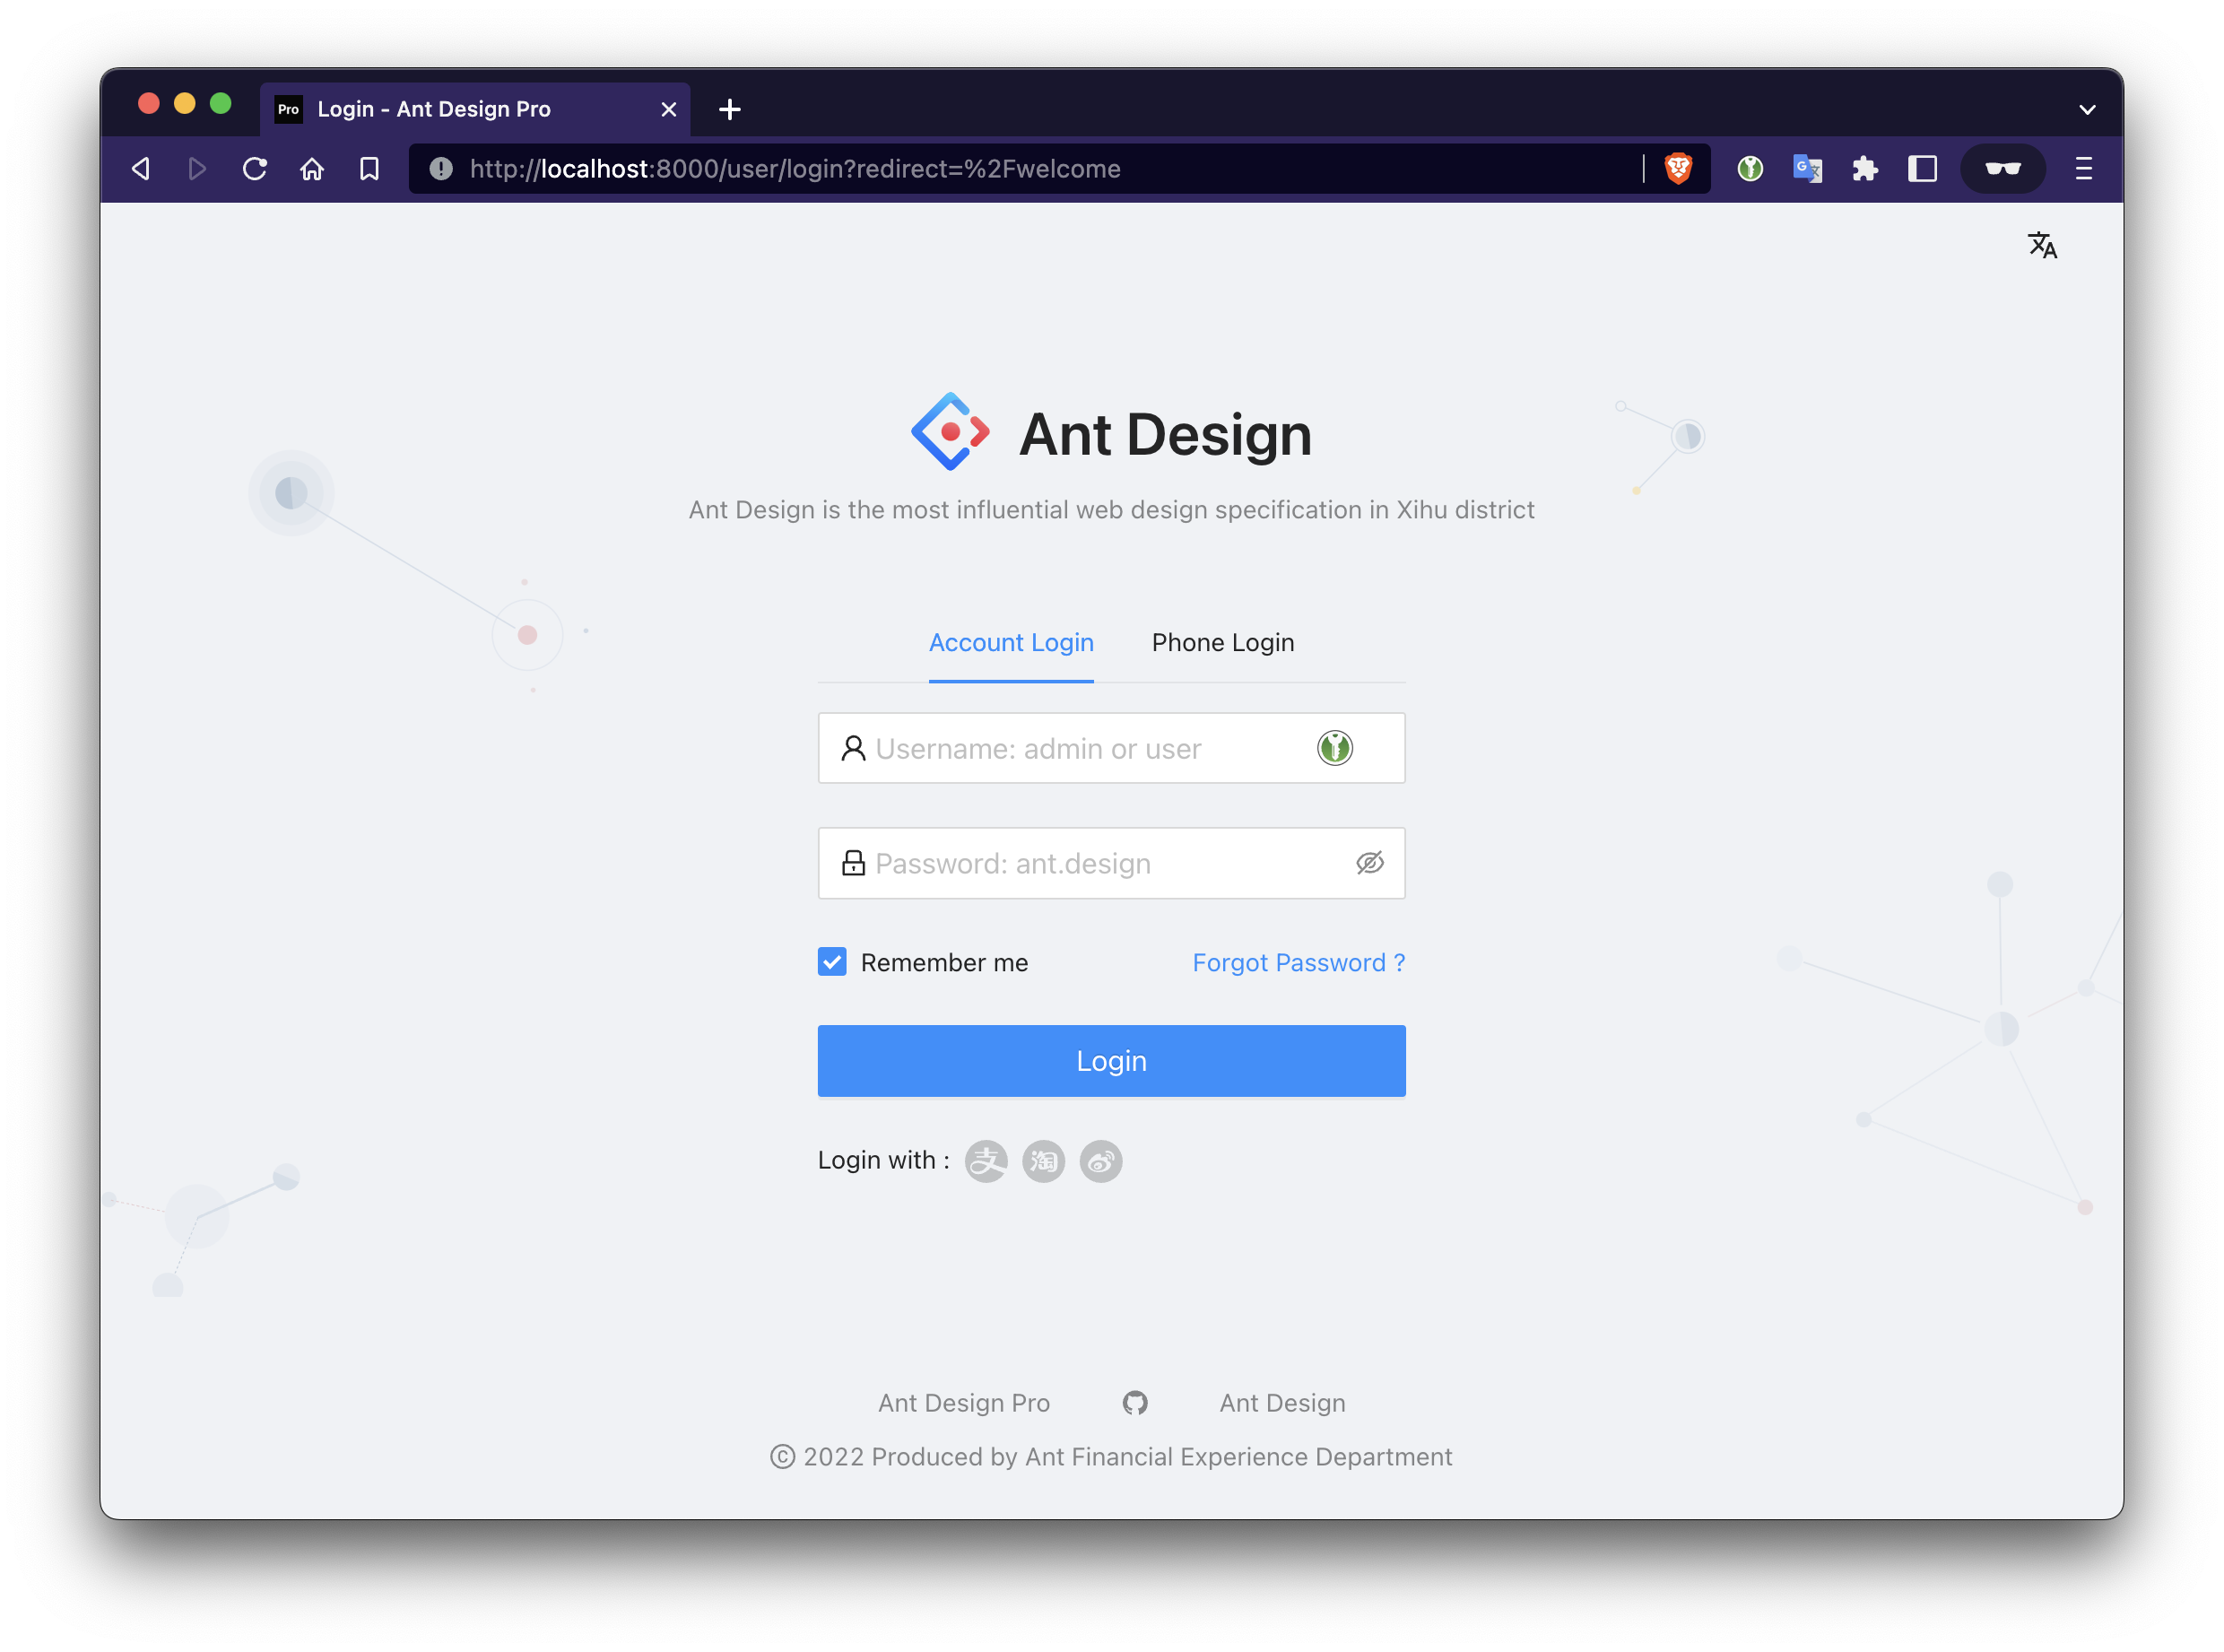 Pro Login - Ant Design Pro
http://localhost:8000/user/login?redirect=%2Fwelcome
Ant Design
Ant Design is the most influential web design specification in Xihu district
Account Login Phone Login
Username: admin or user
Password: ant.design
Remember me Forgot Password ?
Login
Login with : 支 淘
Ant Design Pro Ant Design
© 2022 Produced by Ant Financial Experience Department